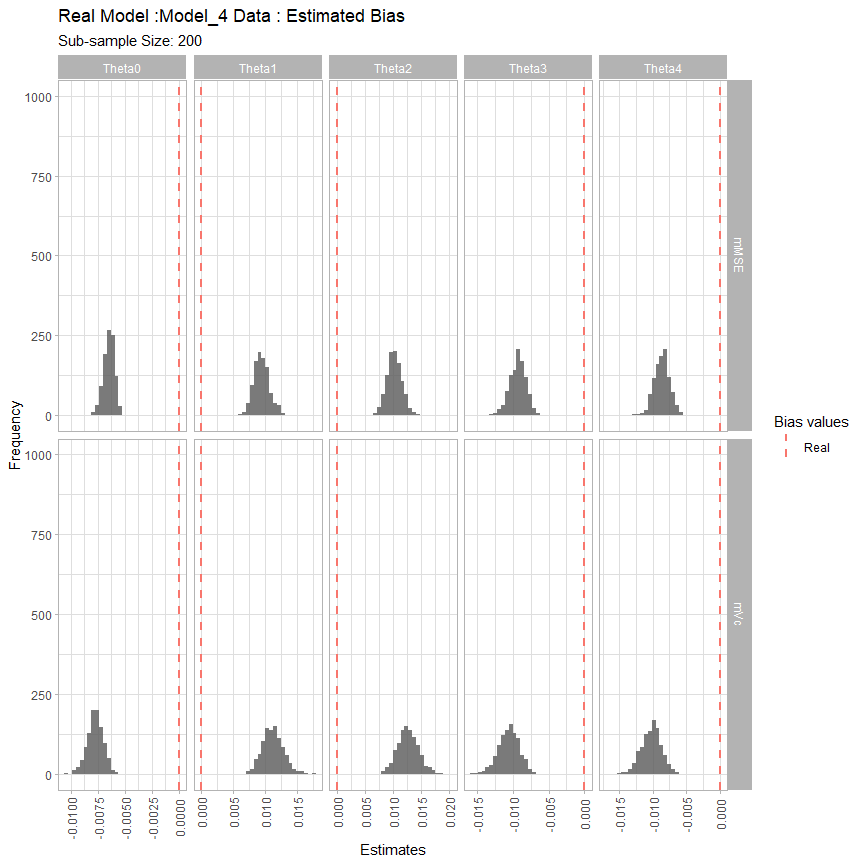 Real Model :Model_4 Data : Estimated Bias
Sub-sample Size: 200
Theta0 Theta1 Theta2 Theta3 Theta4
1000
750
500
250
0
mMSE
1000
750
500
250
0
mVc
Frequency
-0.0100 -0.0075 -0.0050 -0.0025 0.0000 0.000 0.005 0.010 0.015 0.000 0.005 0.010 0.015 0.020 -0.015 -0.010 -0.005 0.000 -0.015 -0.010 -0.005 0.000
Estimates
Bias values
Real